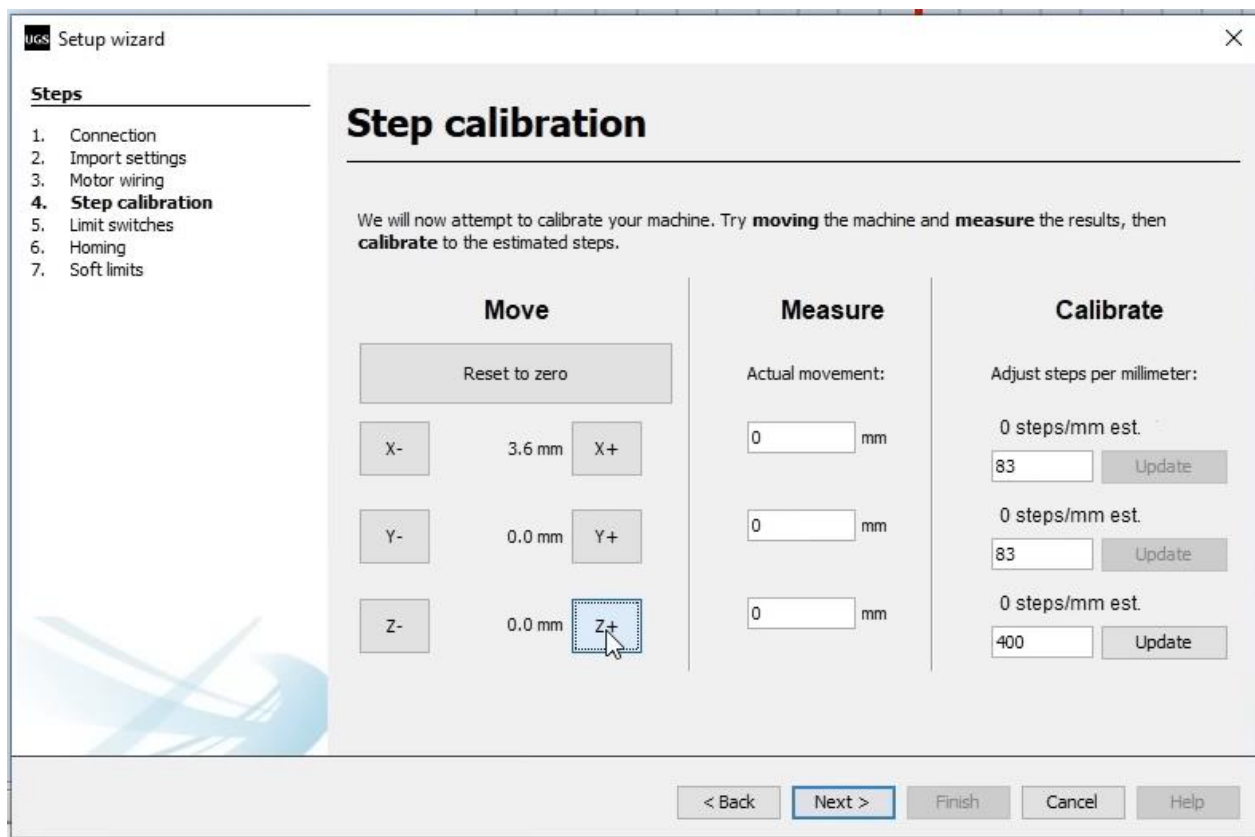 UGS Setup wizard
Steps
1. Connection
2. Import settings
3. Motor wiring
4. Step calibration
5. Limit switches
6. Homing
7. Soft limits
Step calibration
We will now attempt to calibrate your machine. Try moving the machine and measure the results, then
calibrate to the estimated steps.
Move
Reset to zero
X- 3.6 mm X+
Y- 0.0 mm Y+
Z- 0.0 mm Z+
Measure
Actual movement:
0 mm
0 mm
0 mm
Calibrate
Adjust steps per millimeter:
0 steps/mm est.
83 Update
0 steps/mm est.
83 Update
0 steps/mm est.
400 Update
< Back Next > Finish Cancel Help